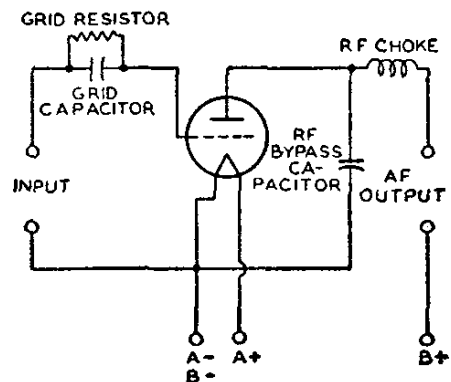 GRID RESISTOR
GRID
CAPACITOR
RF CHOKE
RF
BYPASS
CA-
PACITOR
INPUT
AF
OUTPUT
A-
B-
A+
B+